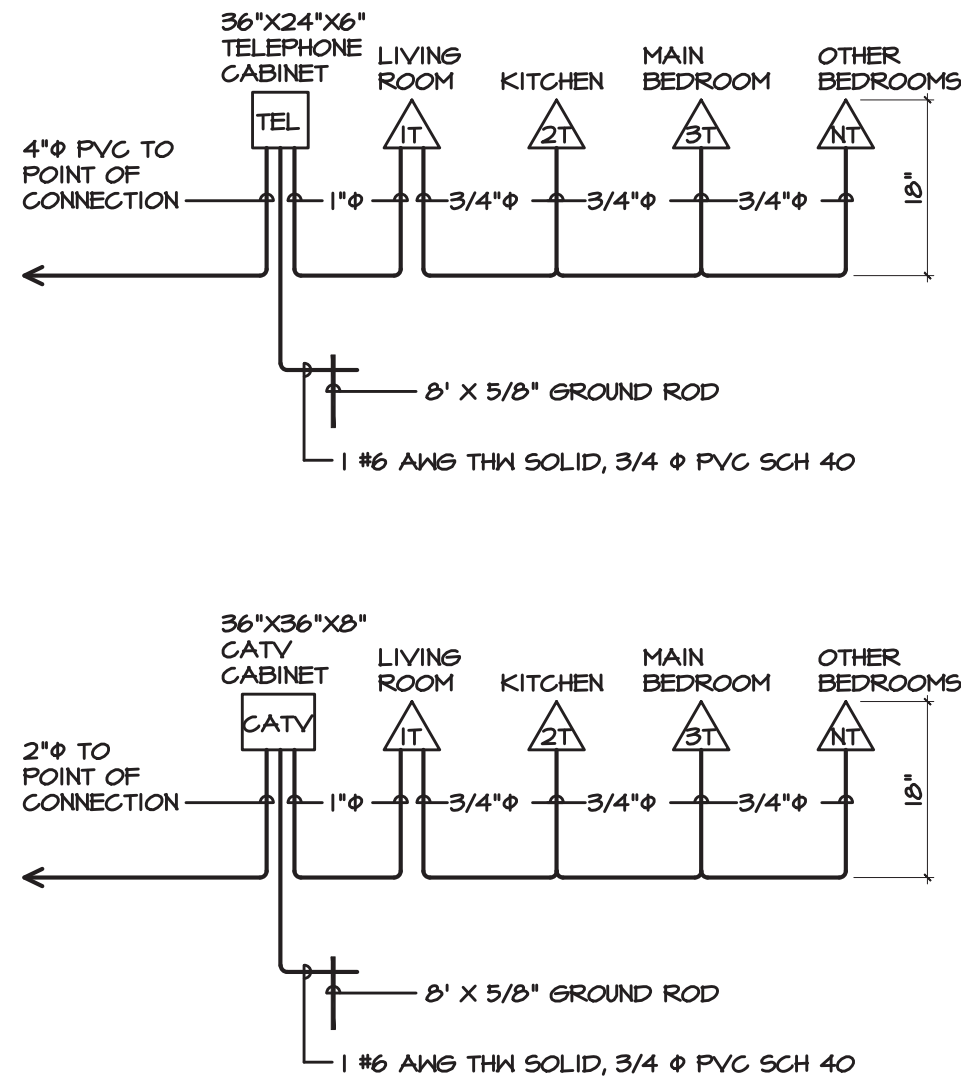 36"X24"X6"
TELEPHONE
CABINET
LIVING
ROOM
KITCHEN
MAIN
BEDROOM
OTHER
BEDROOMS
TEL
1T
2T
3T
NT
4"Φ PVC TO
POINT OF
CONNECTION
1"Φ
3/4"Φ
3/4"Φ
3/4"Φ
18"
8' X 5/8" GROUND ROD
1 #6 AWG THW SOLID, 3/4 Φ PVC SCH 40
36"X36"X8"
CATV
CABINET
LIVING
ROOM
KITCHEN
MAIN
BEDROOM
OTHER
BEDROOMS
CATV
1T
2T
3T
NT
2"Φ TO
POINT OF
CONNECTION
1"Φ
3/4"Φ
3/4"Φ
3/4"Φ
18"
8' X 5/8" GROUND ROD
1 #6 AWG THW SOLID, 3/4 Φ PVC SCH 40